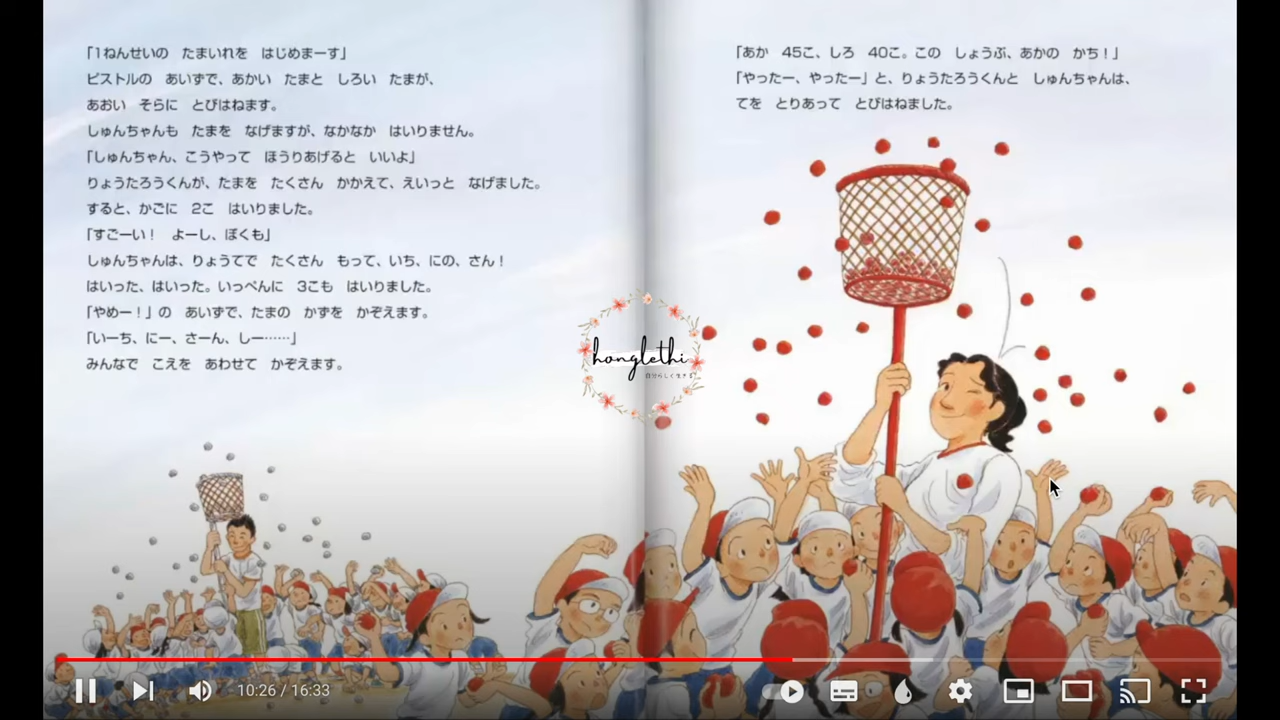 「1ねんせいの　たまいれを　はじめまーす」
ピストルの　あいずで、あかい　たまと　しろい　たまが、
あおい　そらに　とびはねます。
しゅんちゃんも　たまを　なげますが、なかなか　はいりません。
「しゅんちゃん、こうやって　ほうりあげると　いいよ」
りょうたろうくんが、たまを　たくさん　かかえて、えいっと　なげました。
すると、かごに　2こ　はいりました。
「すごーい！　よーし、ぼくも」
しゅんちゃんは、りょうてで　たくさん　もって、いち、にの、さん！
はいった、はいった。いっぺんに　3こも　はいりました。
「やめー！」の　あいずで、たまの　かずを　かぞえます。
「いーち、にー、さーん、しー……」
みんなで　こえを　あわせて　かぞえます。
「あか　45こ、しろ　40こ。この　しょうぶ、あかの　かち！」
「やったー、やったー」と、りょうたろうくんと　しゅんちゃんは、
てを　とりあって　とびはねました。
honglethi
自分らしく生きる
10:26 / 16:33